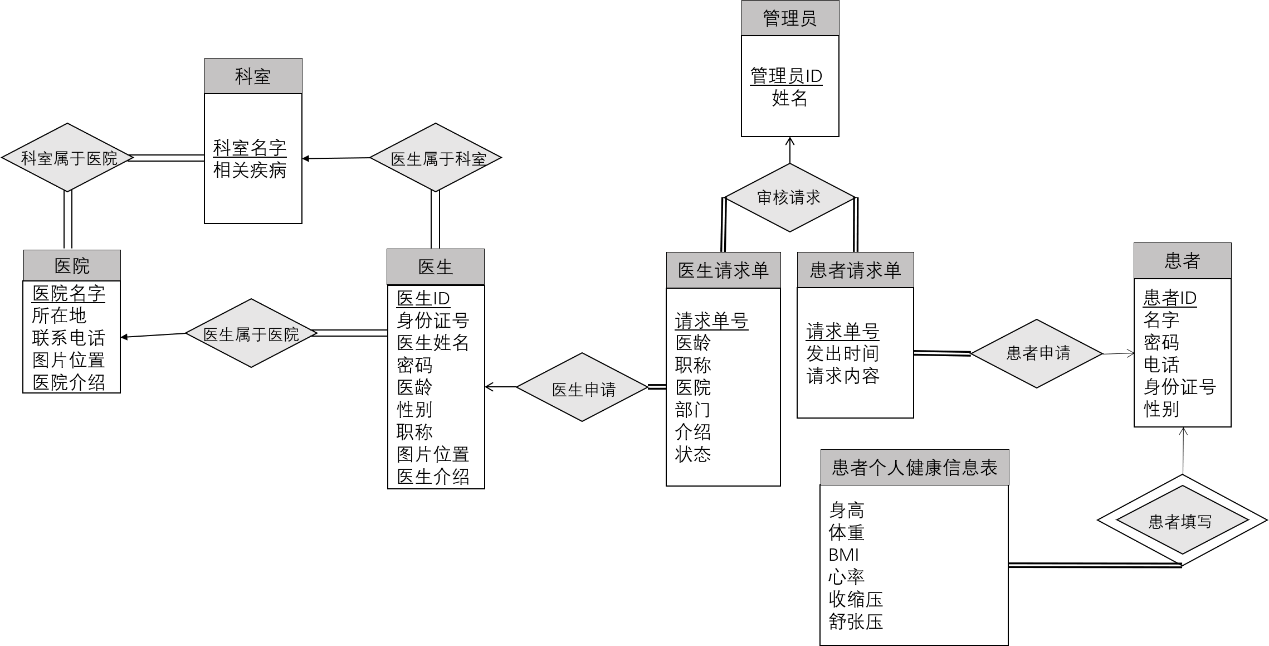 管理员
管理员ID
姓名
科室
科室名字
相关疾病
科室属于医院
医生属于科室
审核请求
医院
医院名字
所在地
联系电话
图片位置
医院介绍
医生属于医院
医生
医生ID
身份证号
医生姓名
密码
医龄
性别
职称
图片位置
医生介绍
医生申请
医生请求单
请求单号
医龄
职称
医院
部门
介绍
状态
患者请求单
请求单号
发出时间
请求内容
患者申请
患者
患者ID
名字
密码
电话
身份证号
性别
患者个人健康信息表
身高
体重
BMI
心率
收缩压
舒张压
患者填写